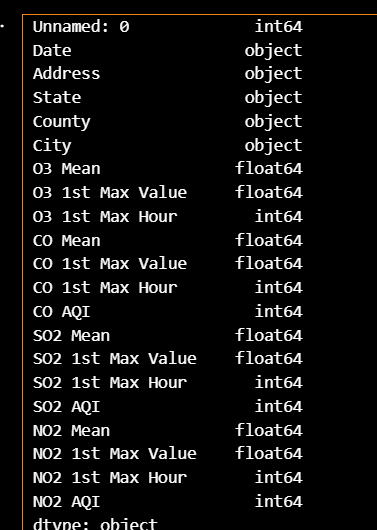 Unnamed: 0 int64
Date object
Address object
State object
County object
City object
O3 Mean float64
O3 1st Max Value float64
O3 1st Max Hour int64
CO Mean float64
CO 1st Max Value float64
CO 1st Max Hour int64
CO AQI int64
SO2 Mean float64
SO2 1st Max Value float64
SO2 1st Max Hour int64
SO2 AQI int64
NO2 Mean float64
NO2 1st Max Value float64
NO2 1st Max Hour int64
NO2 AQI int64
dtype: object